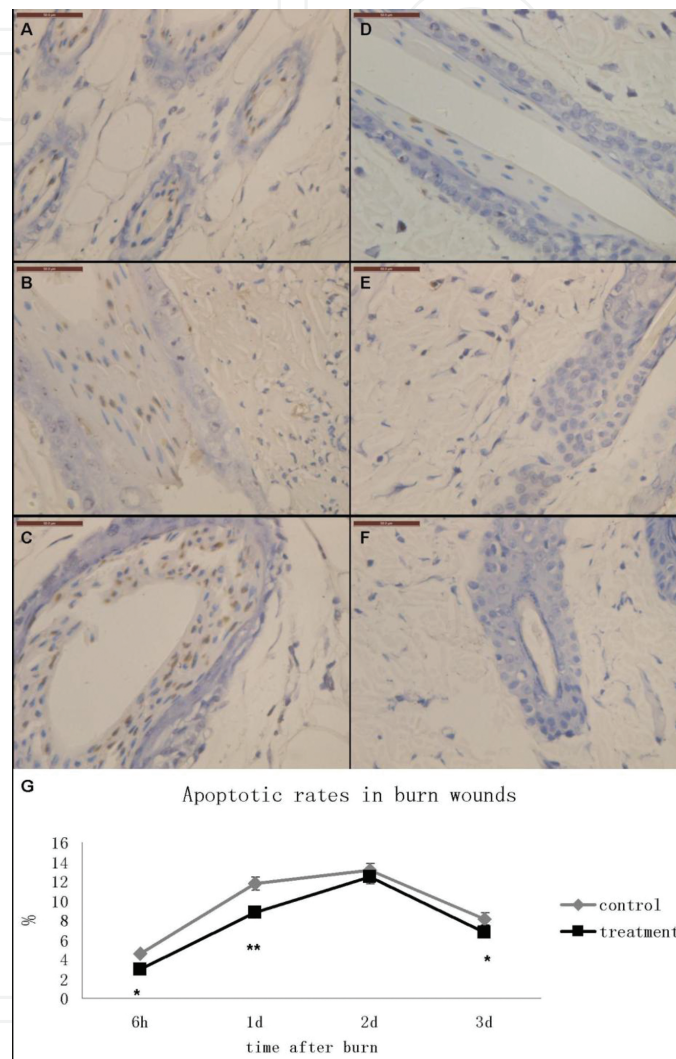 A
D
B
E
C
F
G
Apoptotic rates in burn wounds
16
14
12
10
8
6
4
2
0
%
control
treatment
*
**
*
6h
1d
2d
3d
time after burn